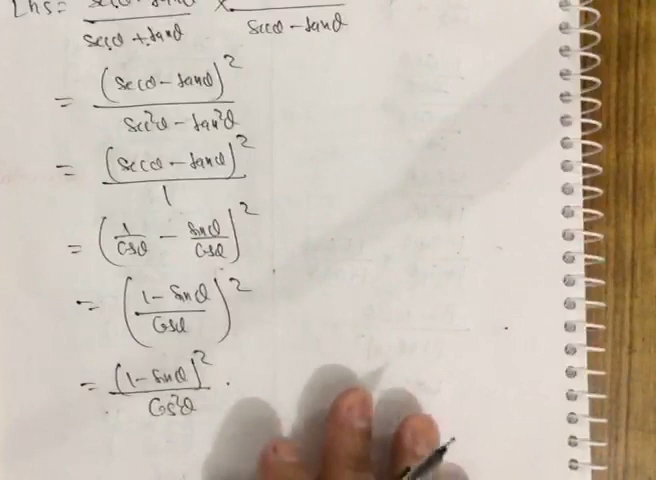 Lhs = secθ - tanθ / secθ + tanθ × / secθ - tanθ
= (secθ - tanθ)² / sec²θ - tan²θ
= (secθ - tanθ)² / 1
= (1/Cosθ - sinθ/Cosθ)²
= (1 - sinθ / Cosθ)²
= (1 - sinθ)² / Cos²θ .